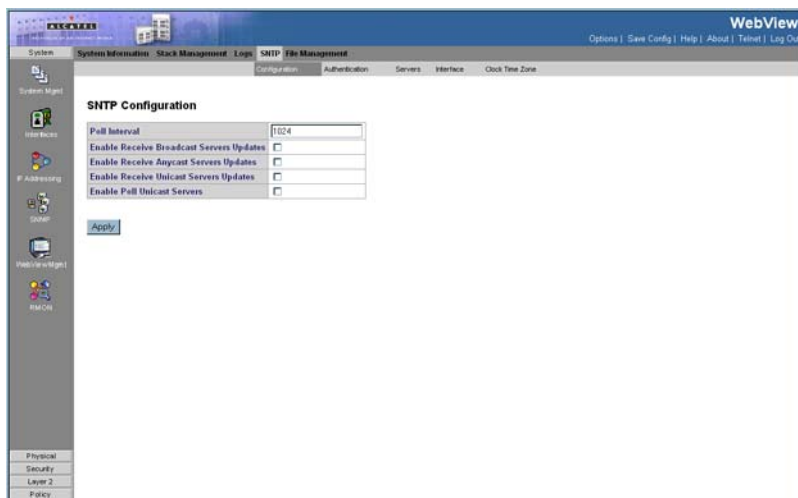 ALCATEL
WebView
Options | Save Config | Help | About | Telnet | Log Ou
System
System Information Stack Management Logs SNTP File Management
Configuration Authentication Servers Interface Clock Time Zone
System Mgmt
Interfaces
IP Addressing
SNMP
WebView Mgmt
RMON
SNTP Configuration
Poll Interval 1024
Enable Receive Broadcast Servers Updates
Enable Receive Anycast Servers Updates
Enable Receive Unicast Servers Updates
Enable Poll Unicast Servers
Apply
Physical
Security
Layer 2
Policy